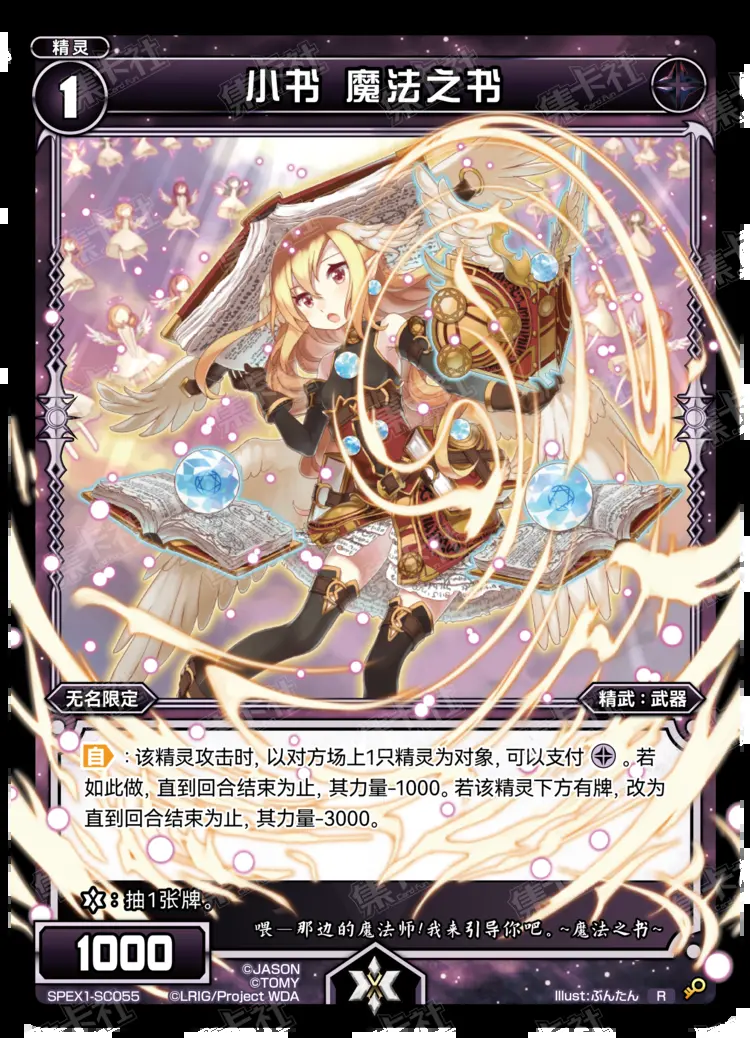 精灵
1
小书 魔法之书
无名限定
精武：武器
自：该精灵攻击时, 以对方场上1只精灵为对象, 可以支付 。若
如此做, 直到回合结束为止, 其力量-1000。若该精灵下方有牌, 改为
直到回合结束为止, 其力量-3000。
：抽1张牌。
喂—那边的魔法师!我来引导你吧。~魔法之书~
1000
©JASON
©TOMY
SPEX1-SC055
©LRIG/Project WDA
Illust:ぶんたん
R
集卡社